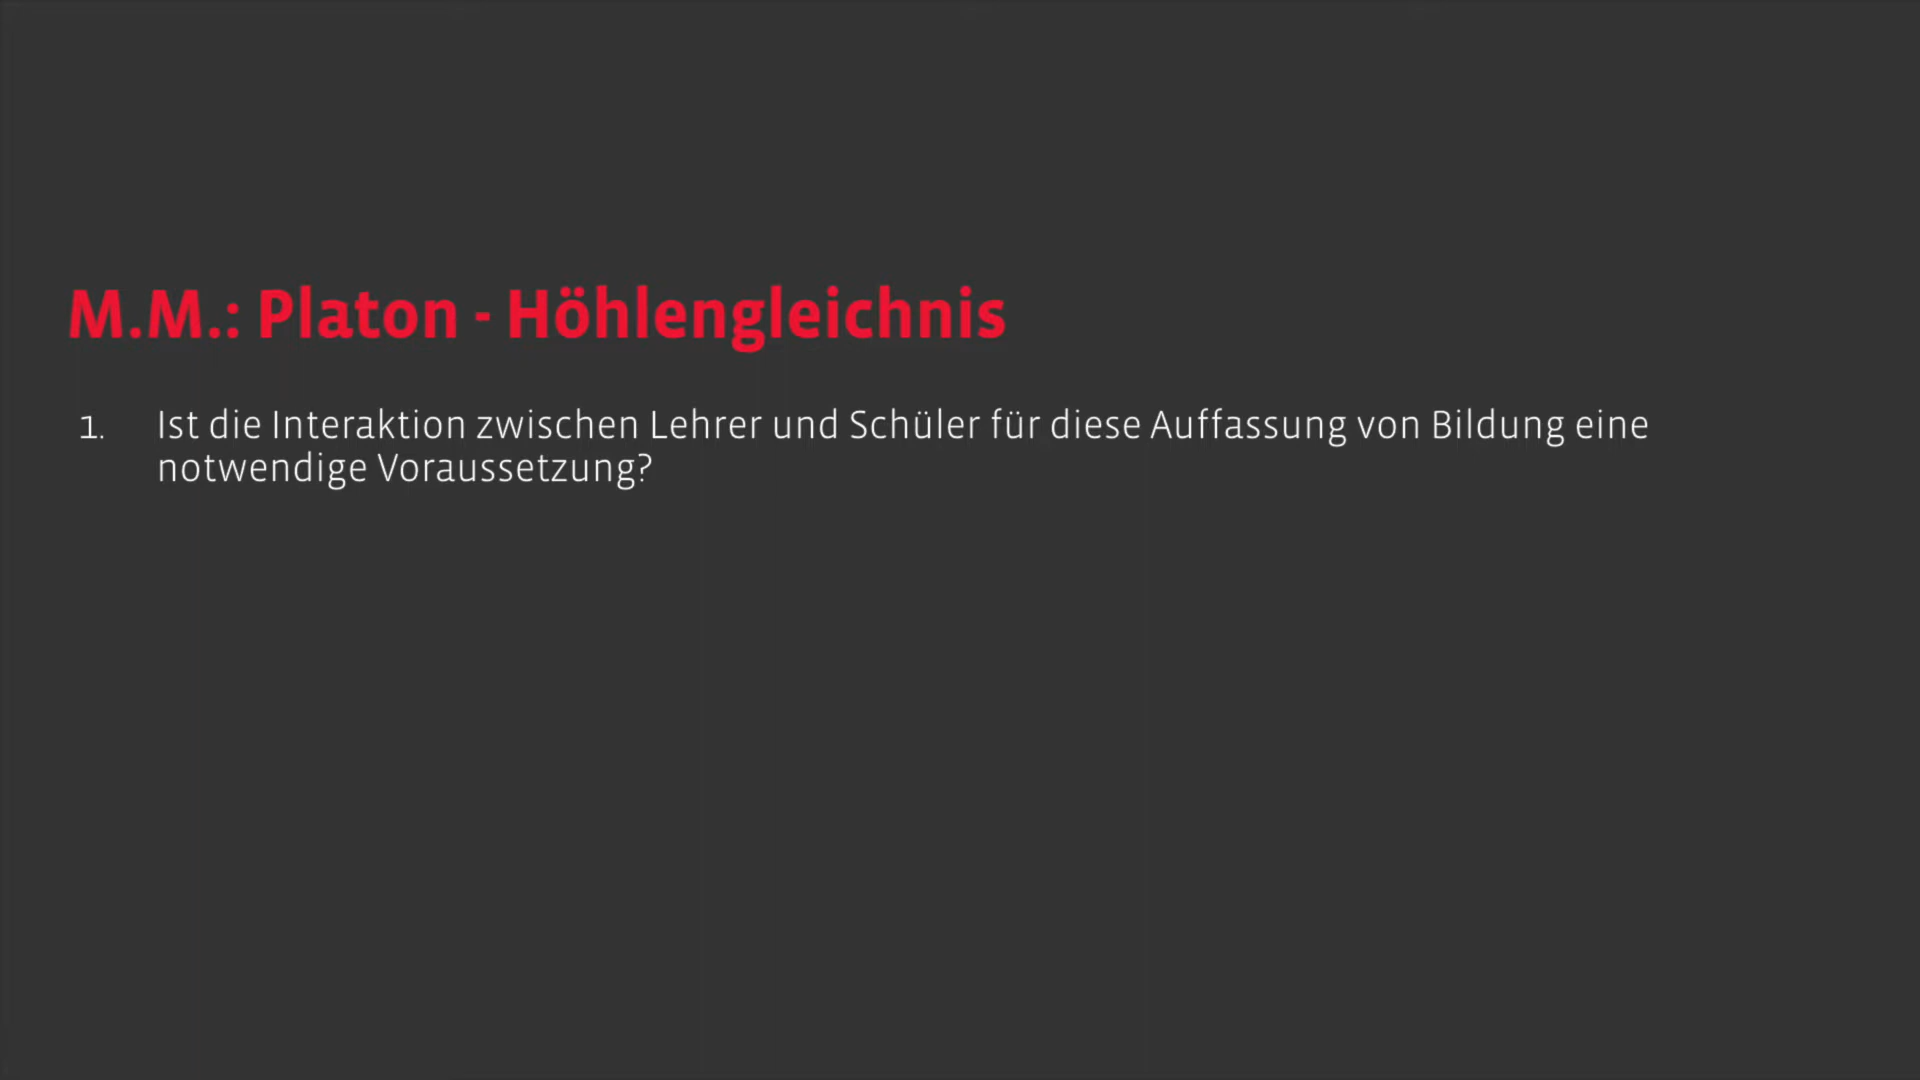 M.M.: Platon - Höhlengleichnis
1. Ist die Interaktion zwischen Lehrer und Schüler für diese Auffassung von Bildung eine
notwendige Voraussetzung?